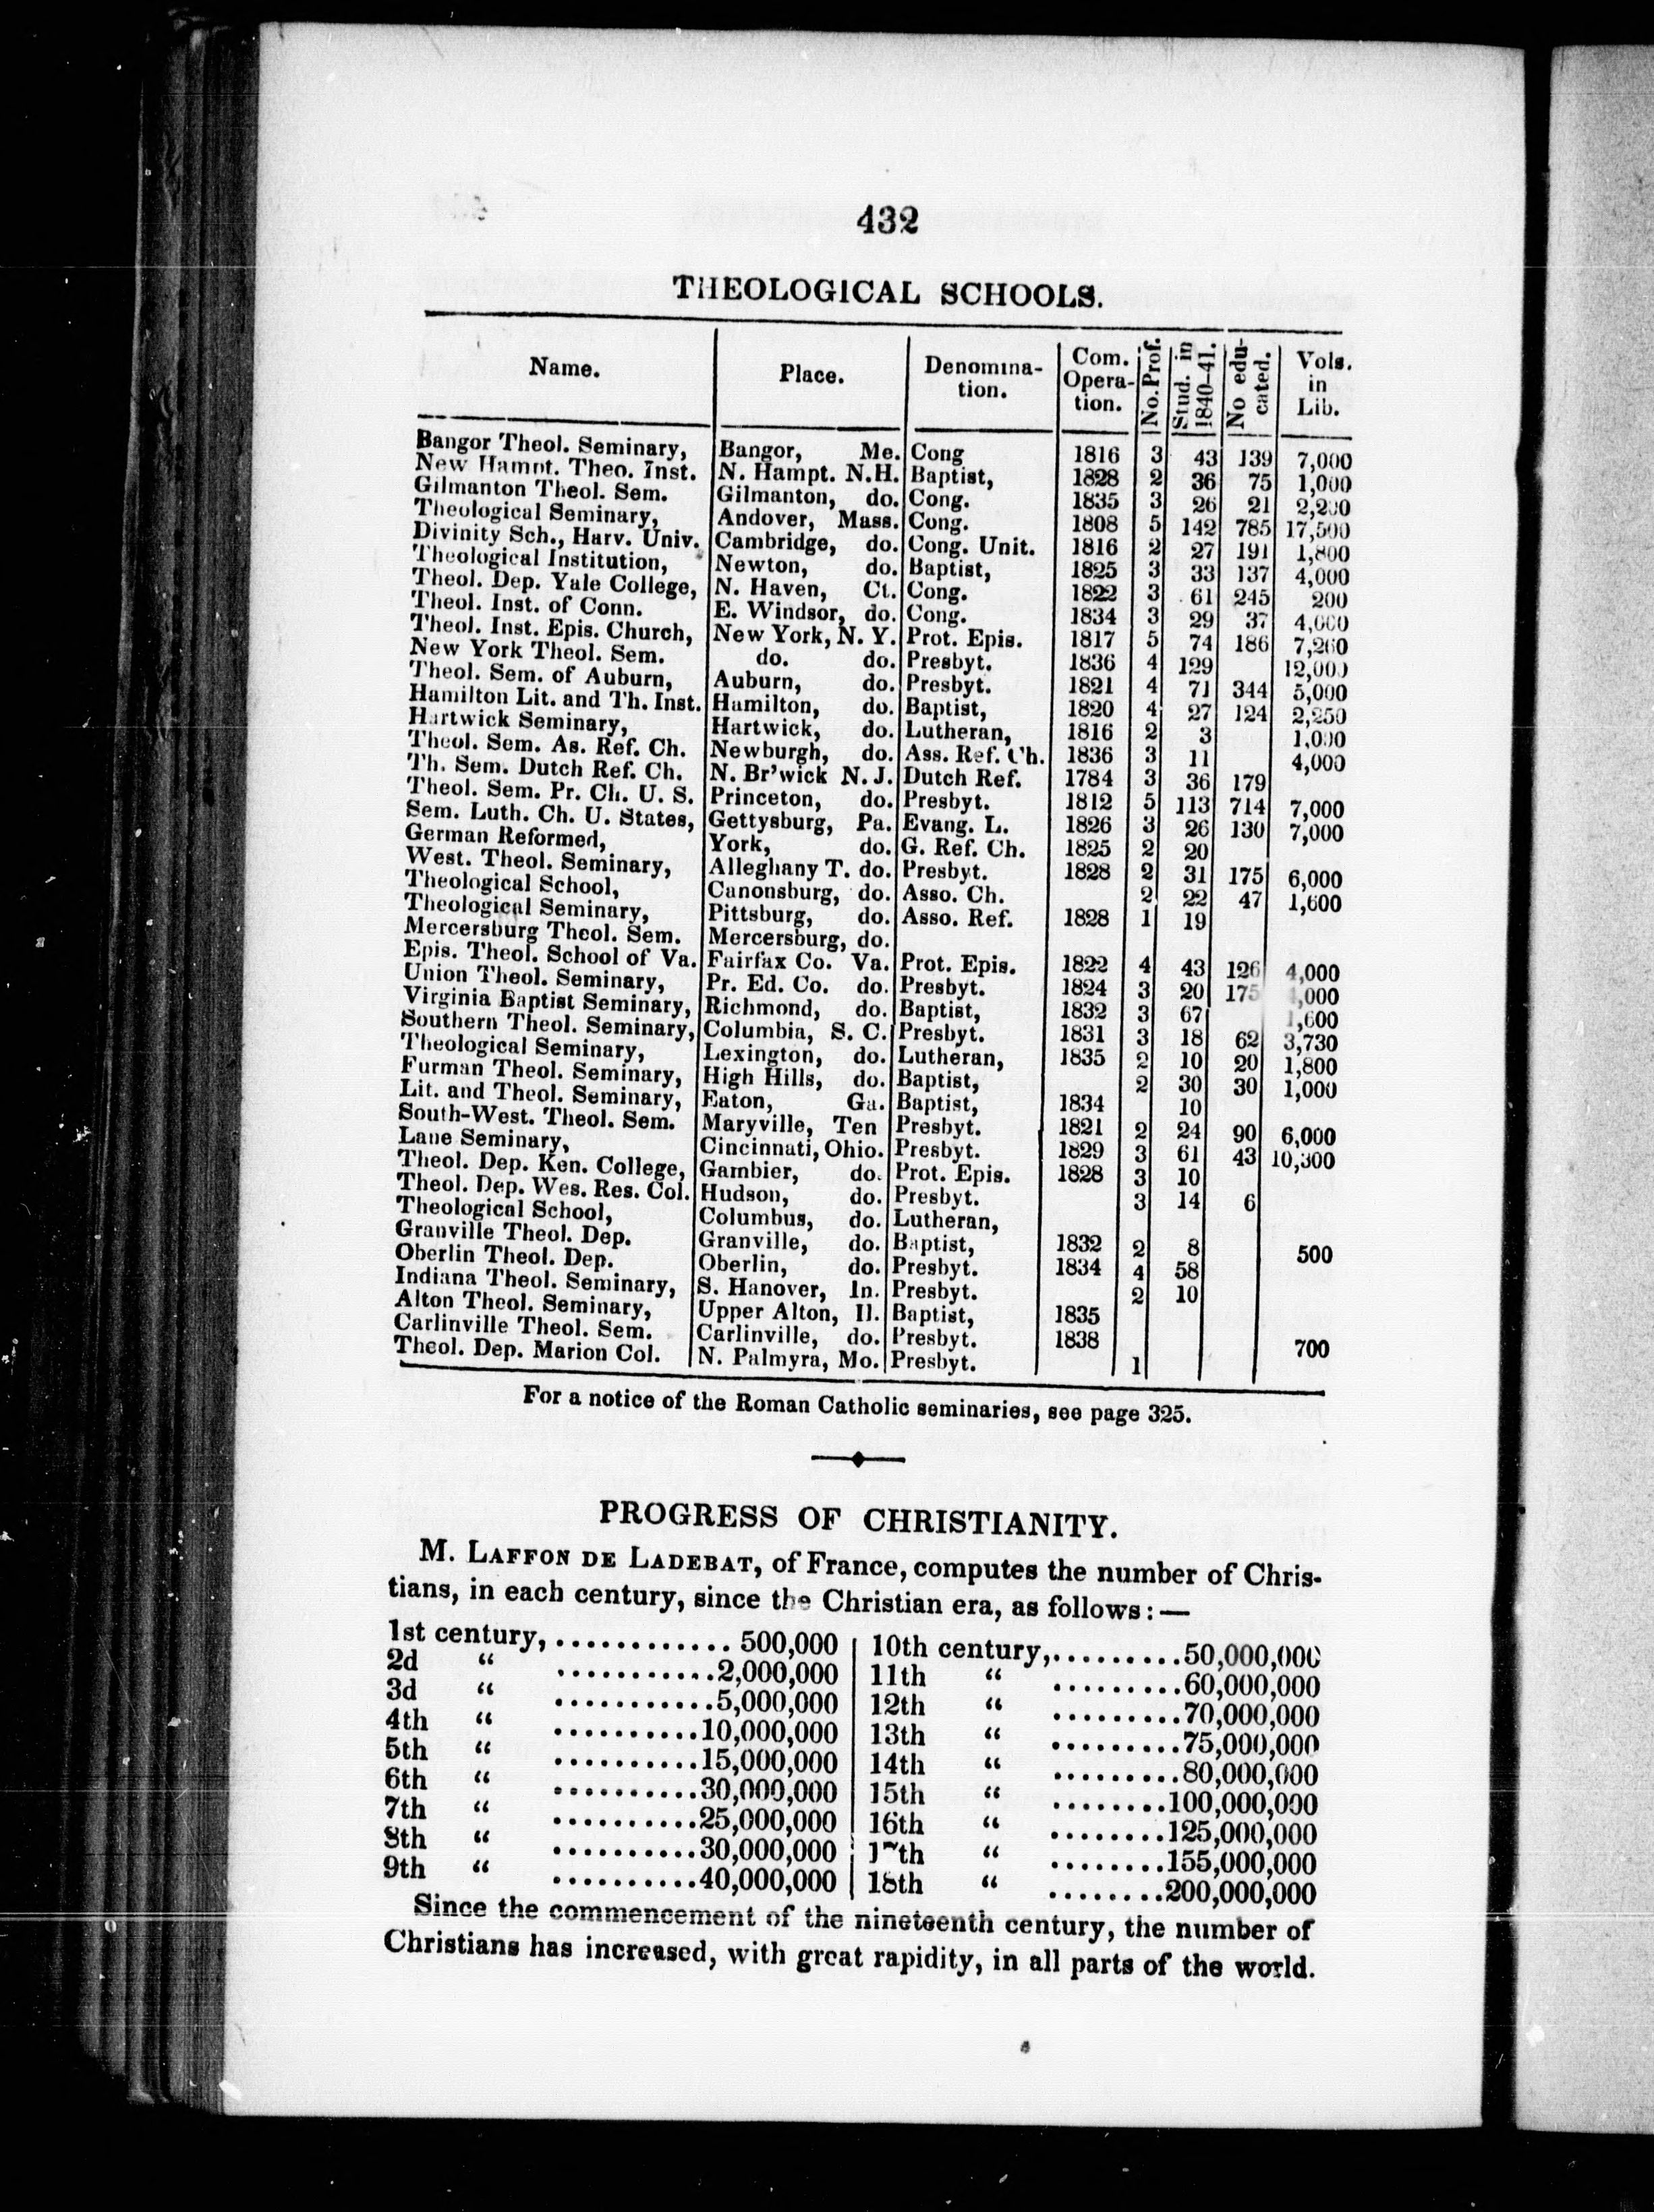 432
THEOLOGICAL SCHOOLS.
Name. Place. Denomina- tion. Com. Opera- tion. No. Prof. Stud. in 1840-41. No edu- cated. Vols. in Lib.
Bangor Theol. Seminary, Bangor, Me. Cong 1816 3 43 139 7,000
New Hampt. Theo. Inst. N. Hampt. N.H. Baptist, 1828 2 36 75 1,000
Gilmanton Theol. Sem. Gilmanton, do. Cong. 1835 3 26 21
Theological Seminary, Andover, Mass. Cong. 1808 5 142 785 17,500
Divinity Sch., Harv. Univ. Cambridge, do. Cong. Unit. 1816 2 27 191 1,800
Theological Institution, Newton, do. Baptist, 1825 3 33 137 4,000
Theol. Dep. Yale College, N. Haven, Ct. Cong. 1822 3 61 245 200
Theol. Inst. of Conn. E. Windsor, do. Cong. 1834 3 29 37 4,000
Theol. Inst. Epis. Church, New York, N. Y. Prot. Epis. 1817 5 74 186 7,260
New York Theol. Sem. do. do. Presbyt. 1836 4 129 12,000
Theol. Sem. of Auburn, Auburn, do. Presbyt. 1821 4 71 344 5,000
Hamilton Lit. and Th. Inst. Hamilton, do. Baptist, 1820 4 27 124 2,250
Hartwick Seminary, Hartwick, do. Lutheran, 1816 2 3 1,000
Theol. Sem. As. Ref. Ch. Newburgh, do. Ass. Ref. Ch. 1836 3 11 4,000
Th. Sem. Dutch Ref. Ch. N. Br'wick N. J. Dutch Ref. 1784 3 36 179
Theol. Sem. Pr. Ch. U. S. Princeton, do. Presbyt. 1812 5 113 714 7,000
Sem. Luth. Ch. U. States, Gettysburg, Pa. Evang. L. 1826 3 26 130 7,000
German Reformed, York, do. G. Ref. Ch. 1825 2 20
West. Theol. Seminary, Alleghany T. do. Presbyt. 1828 2 31 175 6,000
Theological School, Canonsburg, do. Asso. Ch. 2 22 47 1,600
Theological Seminary, Pittsburg, do. Asso. Ref. 1828 1 19
Mercersburg Theol. Sem. Mercersburg, do.
Epis. Theol. School of Va. Fairfax Co. Va. Prot. Epis. 1822 4 43 126 4,000
Union Theol. Seminary, Pr. Ed. Co. do. Presbyt. 1824 3 20 175
Virginia Baptist Seminary, Richmond, do. Baptist, 1832 3 67 1,600
Southern Theol. Seminary, Columbia, S. C. Presbyt. 1831 3 18 62 3,730
Theological Seminary, Lexington, do. Lutheran, 1835 2 10 20 1,800
Furman Theol. Seminary, High Hills, do. Baptist, 2 30 30 1,000
Lit. and Theol. Seminary, Eaton, Ga. Baptist, 1834 10
South-West. Theol. Sem. Maryville, Ten Presbyt. 1821 2 24 90 6,000
Lane Seminary, Cincinnati, Ohio. Presbyt. 1829 3 61 43 10,300
Theol. Dep. Ken. College, Gambier, do. Prot. Epis. 1828 3 10
Theol. Dep. Wes. Res. Col. Hudson, do. Presbyt. 3 14 6
Theological School, Columbus, do. Lutheran,
Granville Theol. Dep. Granville, do. Baptist, 1832 2 8 500
Oberlin Theol. Dep. Oberlin, do. Presbyt. 1834 4 58
Indiana Theol. Seminary, S. Hanover, In. Presbyt. 2 10
Alton Theol. Seminary, Upper Alton, Il. Baptist, 1835
Carlinville Theol. Sem. Carlinville, do. Presbyt. 1838 700
Theol. Dep. Marion Col. N. Palmyra, Mo. Presbyt. 1
For a notice of the Roman Catholic seminaries, see page 325.
PROGRESS OF CHRISTIANITY.
M. LAFFON DE LADEBAT, of France, computes the number of Chris-
tians, in each century, since the Christian era, as follows: —
1st century, ............ 500,000
2d " ...........2,000,000
3d " ...........5,000,000
4th " ..........10,000,000
5th " ..........15,000,000
6th " ..........30,000,000
7th " ..........25,000,000
8th " ..........30,000,000
9th " ..........40,000,000
10th century,.........50,000,000
11th " .........60,000,000
12th " .........70,000,000
13th " .........75,000,000
14th " .........80,000,000
15th " ........100,000,000
16th " ........125,000,000
17th " ........155,000,000
18th " ........200,000,000
Since the commencement of the nineteenth century, the number of
Christians has increased, with great rapidity, in all parts of the world.